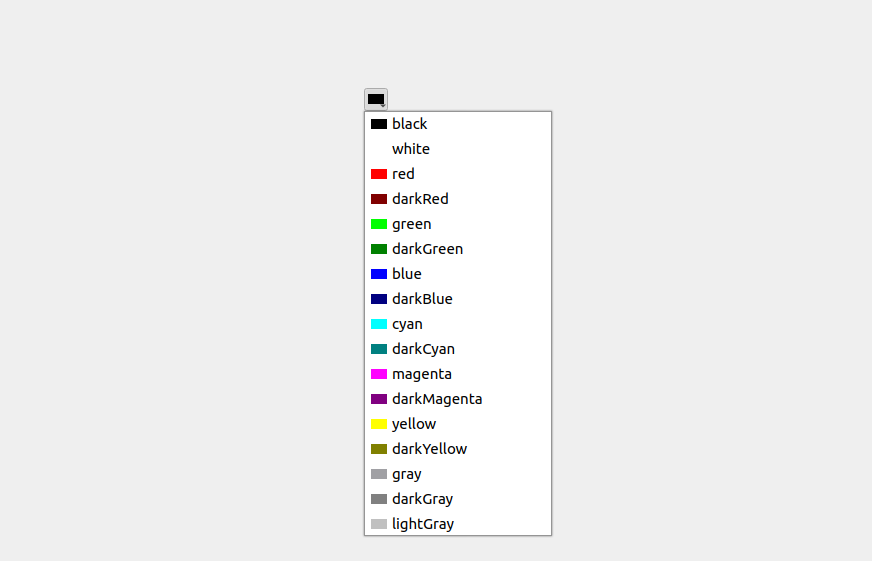 black
white
red
darkRed
green
darkGreen
blue
darkBlue
cyan
darkCyan
magenta
darkMagenta
yellow
darkYellow
gray
darkGray
lightGray